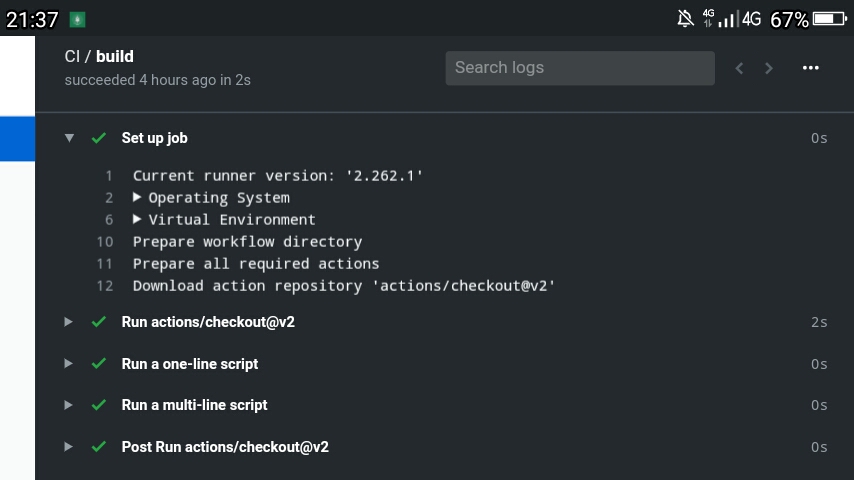 21:37 4G 4G 67%
CI / build
succeeded 4 hours ago in 2s
Search logs
Set up job 0s
1 Current runner version: '2.262.1'
2 Operating System
6 Virtual Environment
10 Prepare workflow directory
11 Prepare all required actions
12 Download action repository 'actions/checkout@v2'
Run actions/checkout@v2 2s
Run a one-line script 0s
Run a multi-line script 0s
Post Run actions/checkout@v2 0s